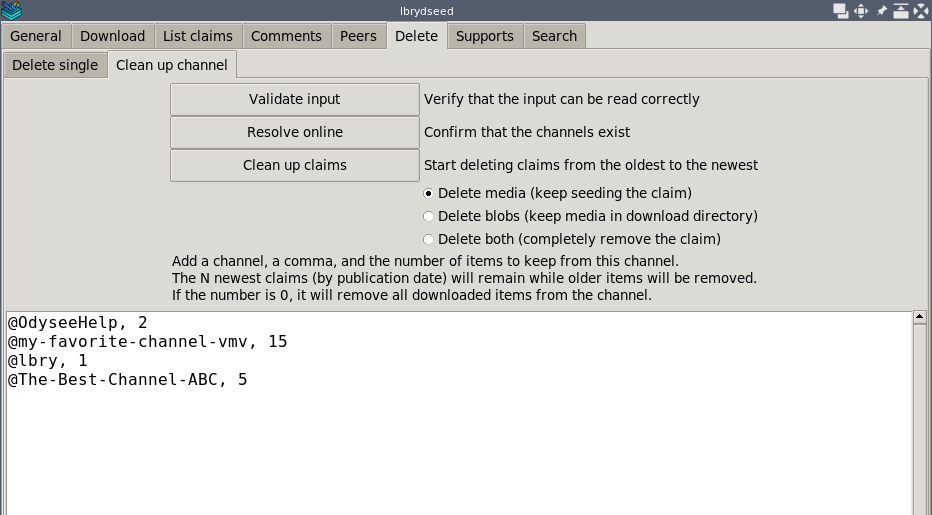 lbrydseed
General Download List claims Comments Peers Delete Supports Search
Delete single Clean up channel
Validate input Verify that the input can be read correctly
Resolve online Confirm that the channels exist
Clean up claims Start deleting claims from the oldest to the newest
Delete media (keep seeding the claim)
Delete blobs (keep media in download directory)
Delete both (completely remove the claim)
Add a channel, a comma, and the number of items to keep from this channel.
The N newest claims (by publication date) will remain while older items will be removed.
If the number is 0, it will remove all downloaded items from the channel.
@OdyseeHelp, 2
@my-favorite-channel-vmv, 15
@lbry, 1
@The-Best-Channel-ABC, 5